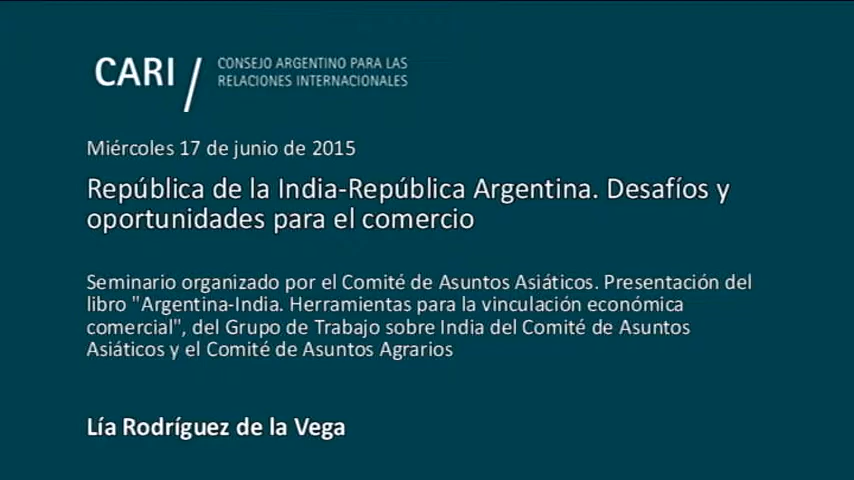 CARI /
CONSEJO ARGENTINO PARA LAS
RELACIONES INTERNACIONALES
Miércoles 17 de junio de 2015
República de la India-República Argentina. Desafíos y
oportunidades para el comercio
Seminario organizado por el Comité de Asuntos Asiáticos. Presentación del
libro "Argentina-India. Herramientas para la vinculación económica
comercial", del Grupo de Trabajo sobre India del Comité de Asuntos
Asiáticos y el Comité de Asuntos Agrarios
Lía Rodríguez de la Vega